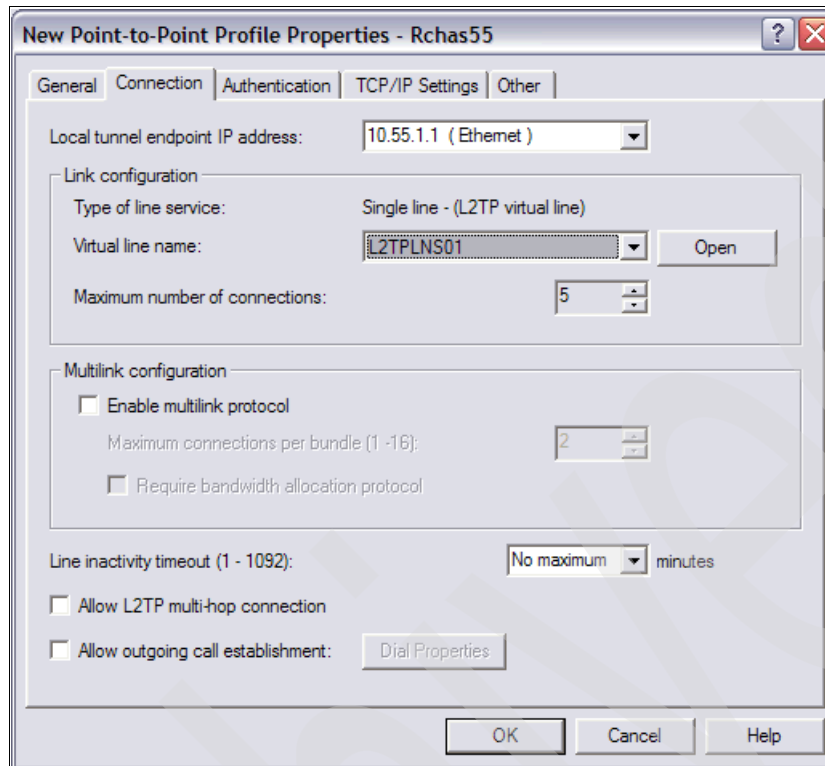 New Point-to-Point Profile Properties - Rchas55
General Connection Authentication TCP/IP Settings Other
Local tunnel endpoint IP address: 10.55.1.1 ( Ethernet )
Link configuration
Type of line service: Single line - (L2TP virtual line)
Virtual line name: L2TPLNS01 Open
Maximum number of connections: 5
Multilink configuration
Enable multilink protocol
Maximum connections per bundle (1 -16): 2
Require bandwidth allocation protocol
Line inactivity timeout (1 - 1092): No maximum minutes
Allow L2TP multi-hop connection
Allow outgoing call establishment: Dial Properties
OK Cancel Help